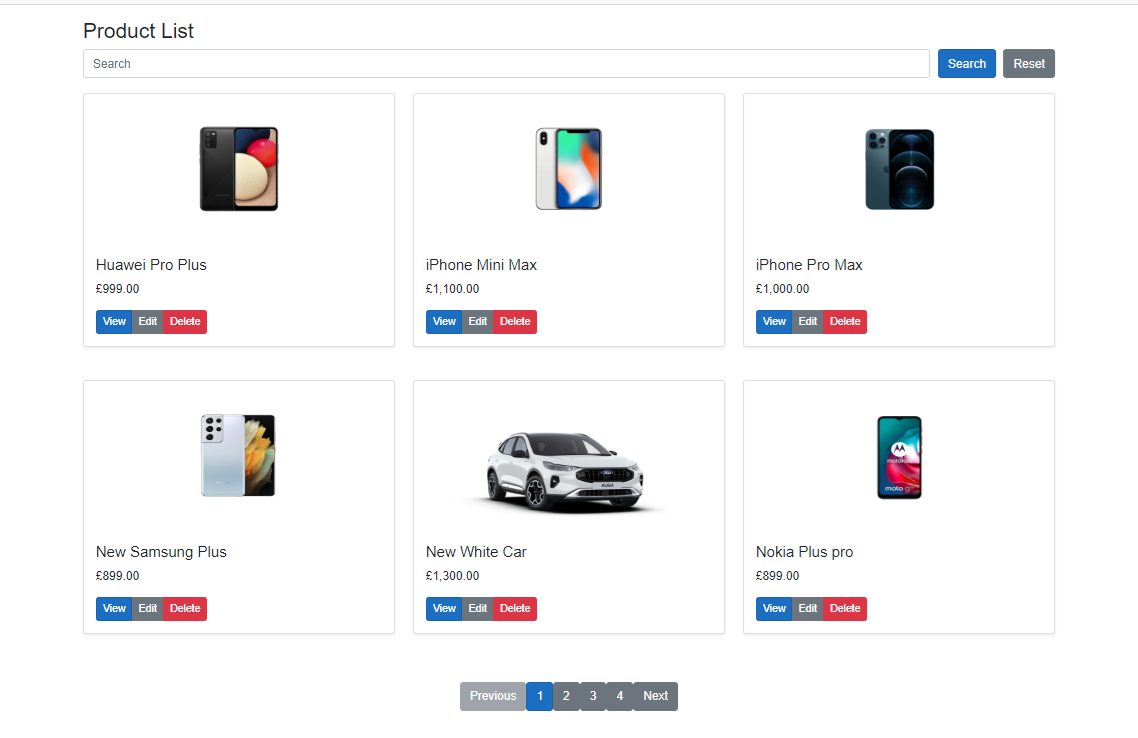 Product List
Search Search Reset
Huawei Pro Plus iPhone Mini Max iPhone Pro Max
£999.00 £1,100.00 £1,000.00
View Edit Delete View Edit Delete View Edit Delete
motorola
moto g
New Samsung Plus New White Car Nokia Plus pro
£899.00 £1,300.00 £899.00
View Edit Delete View Edit Delete View Edit Delete
Previous 1 2 3 4 Next